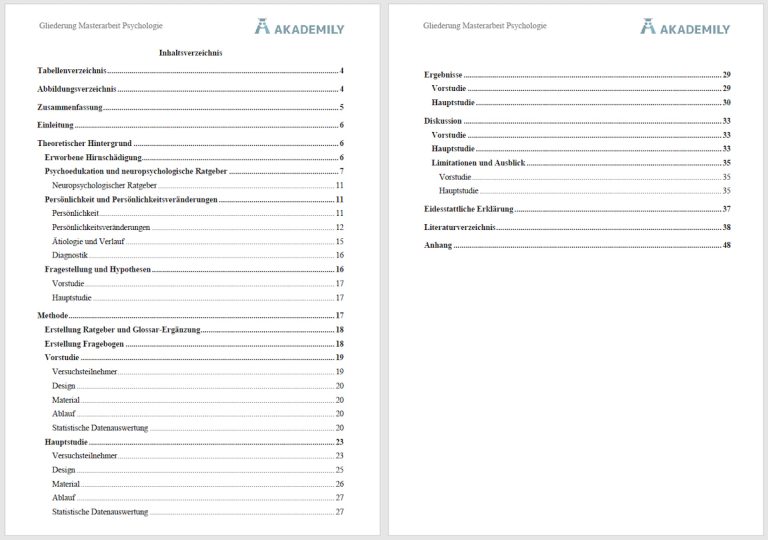 Gliederung Masterarbeit Psychologie
AKADEMILY
Inhaltsverzeichnis
Tabellenverzeichnis 4
Abbildungsverzeichnis 4
Zusammenfassung 5
Einleitung 6
Theoretischer Hintergrund 6
Erworbene Hirnschädigung 6
Psychoedukation und neuropsychologische Ratgeber 7
Neuropsychologischer Ratgeber 11
Persönlichkeit und Persönlichkeitsveränderungen 11
Persönlichkeit 11
Persönlichkeitsveränderungen 12
Ätiologie und Verlauf 15
Diagnostik 16
Fragestellung und Hypothesen 16
Vorstudie 17
Hauptstudie 17
Methode 17
Erstellung Ratgeber und Glossar-Ergänzung 18
Erstellung Fragebogen 18
Vorstudie 19
Versuchsteilnehmer 19
Design 20
Material 20
Ablauf 20
Statistische Datenauswertung 20
Hauptstudie 23
Versuchsteilnehmer 23
Design 25
Material 26
Ablauf 27
Statistische Datenauswertung 27
Gliederung Masterarbeit Psychologie
AKADEMILY
Ergebnisse 29
Vorstudie 29
Hauptstudie 30
Diskussion 33
Vorstudie 33
Hauptstudie 33
Limitationen und Ausblick 35
Vorstudie 35
Hauptstudie 35
Eidesstattliche Erklärung 37
Literaturverzeichnis 38
Anhang 48